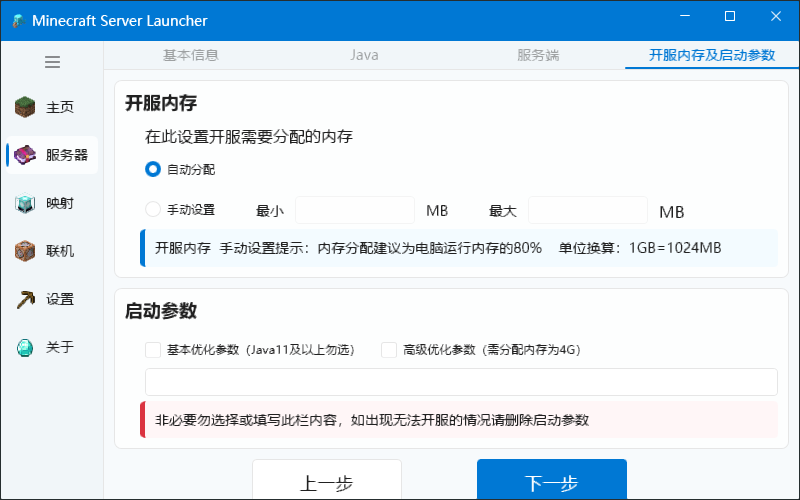 Minecraft Server Launcher
基本信息 Java 服务端 开服内存及启动参数
主页
服务器
映射
联机
设置
关于
开服内存
在此设置开服需要分配的内存
自动分配
手动设置 最小 MB 最大 MB
开服内存 手动设置提示：内存分配建议为电脑运行内存的80% 单位换算：1GB=1024MB
启动参数
基本优化参数（Java11及以上勿选） 高级优化参数（需分配内存为4G）
非必要勿选择或填写此栏内容，如出现无法开服的情况请删除启动参数
上一步 下一步